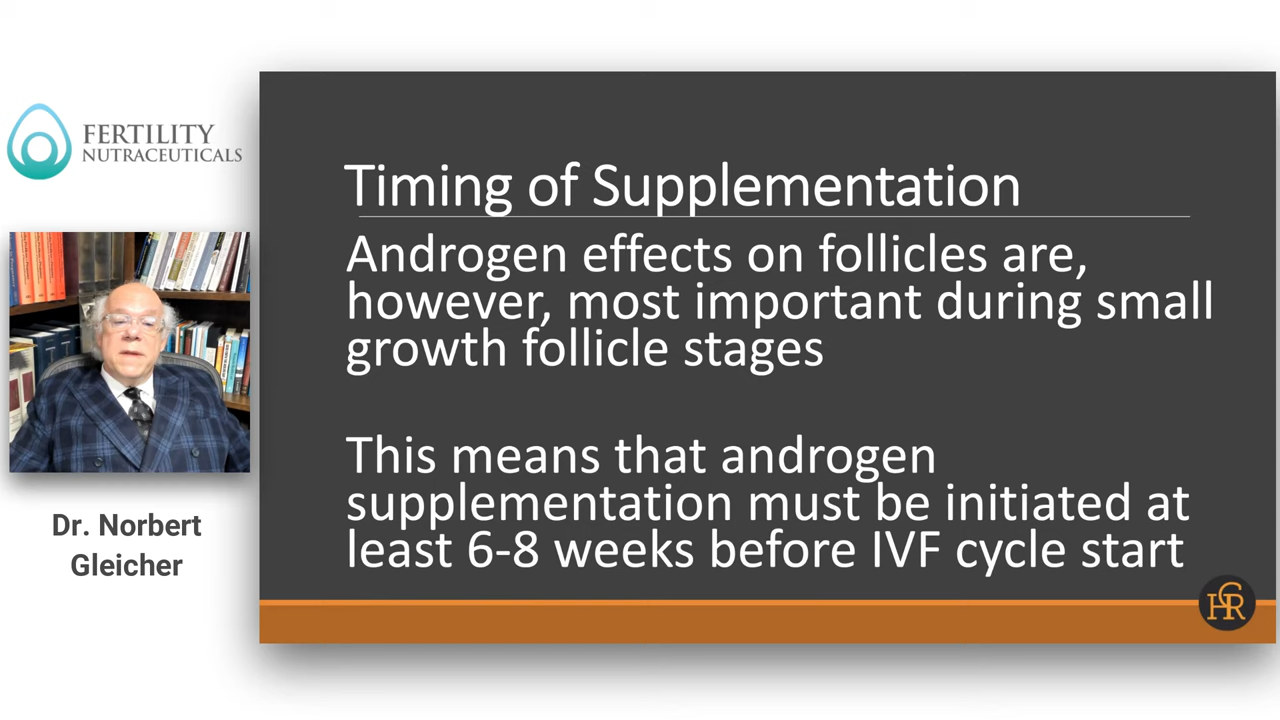 FERTILITY
NUTRACEUTICALS
Dr. Norbert
Gleicher
Timing of Supplementation
Androgen effects on follicles are,
however, most important during small
growth follicle stages
This means that androgen
supplementation must be initiated at
least 6-8 weeks before IVF cycle start
CHR